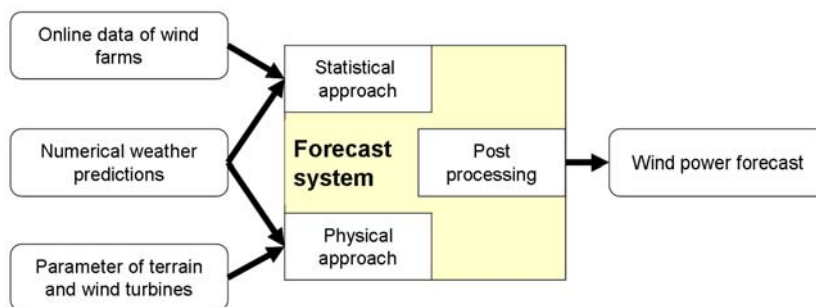 Online data of wind
farms
Numerical weather
predictions
Parameter of terrain
and wind turbines
Statistical
approach
Forecast
system
Physical
approach
Post
processing
Wind power forecast